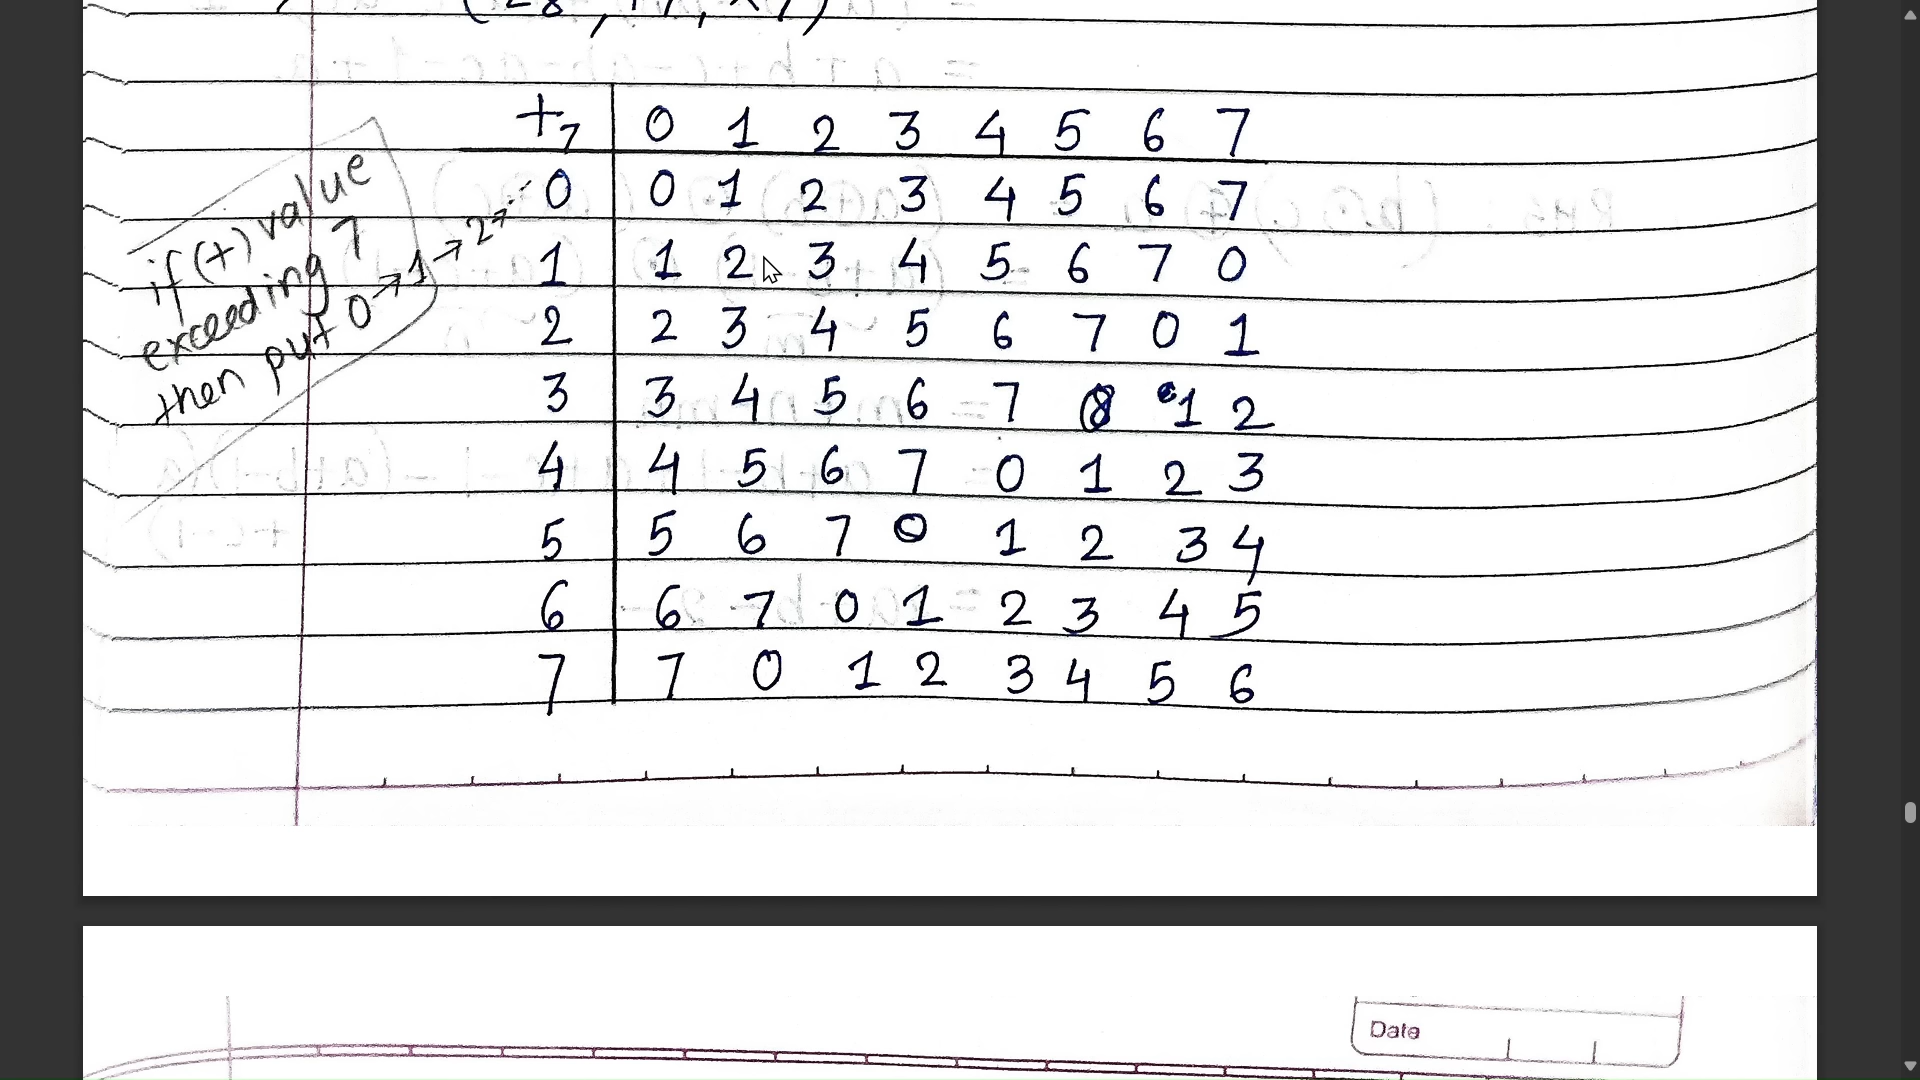 +7 0 1 2 3 4 5 6 7
0 0 1 2 3 4 5 6 7
1 1 2 3 4 5 6 7 0
2 2 3 4 5 6 7 0 1
3 3 4 5 6 7 0 1 2
4 4 5 6 7 0 1 2 3
5 5 6 7 0 1 2 3 4
6 6 7 0 1 2 3 4 5
7 7 0 1 2 3 4 5 6
if (+) value
exceeding 7
then put 0→1→2→..
Date